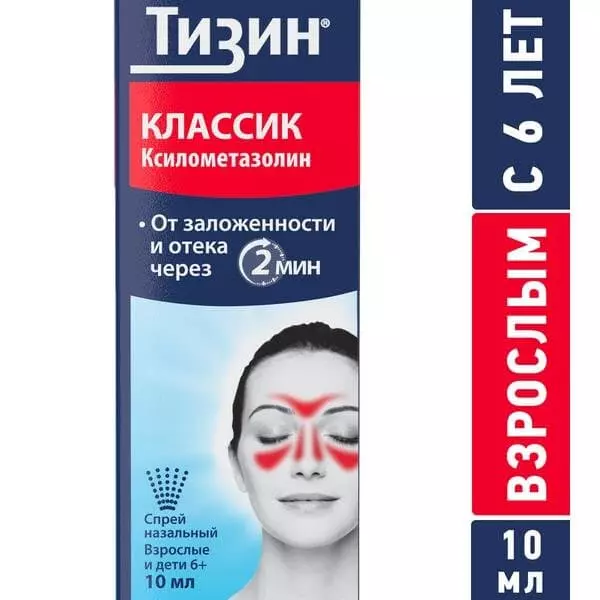 Тизин®
КЛАССИК
Ксилометазолин
• От заложенности
и отека
через 2 мин
Спрей
назальный
Взрослые
и дети 6+
10 мл
С 6 ЛЕТ
ВЗРОСЛЫМ
10
мл